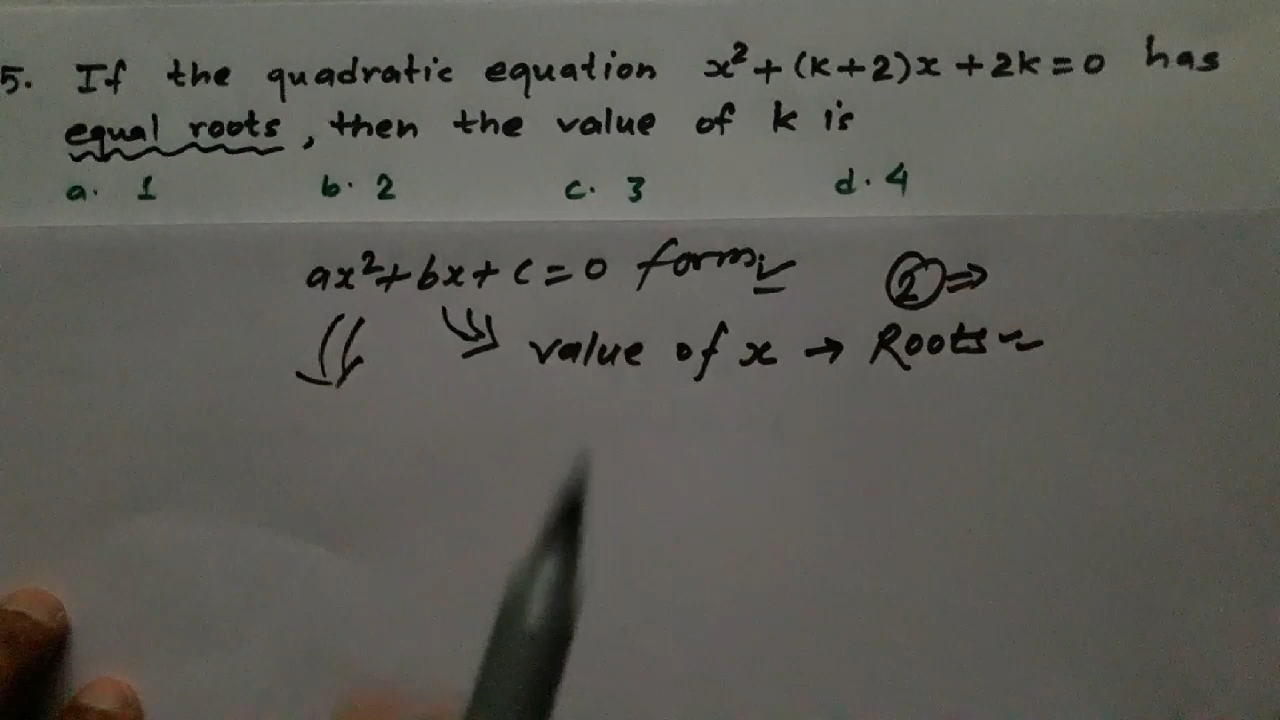 5. If the quadratic equation x²+(k+2)x+2k=0 has
equal roots, then the value of k is
a. 1 b. 2 c. 3 d. 4
ax²+bx+c=0 form ②⇒
value of x → Roots